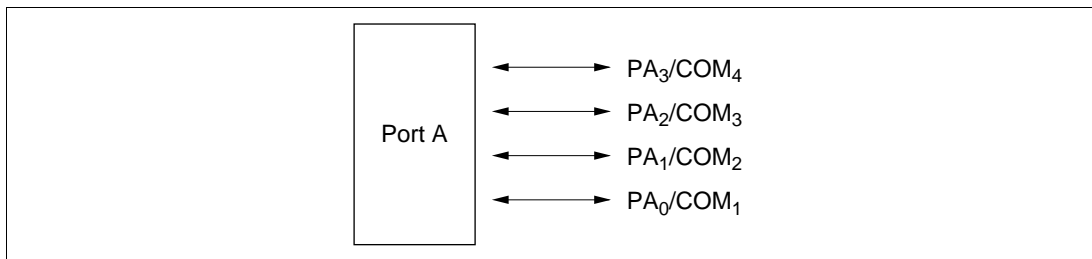 Port A
PA₃/COM₄
PA₂/COM₃
PA₁/COM₂
PA₀/COM₁